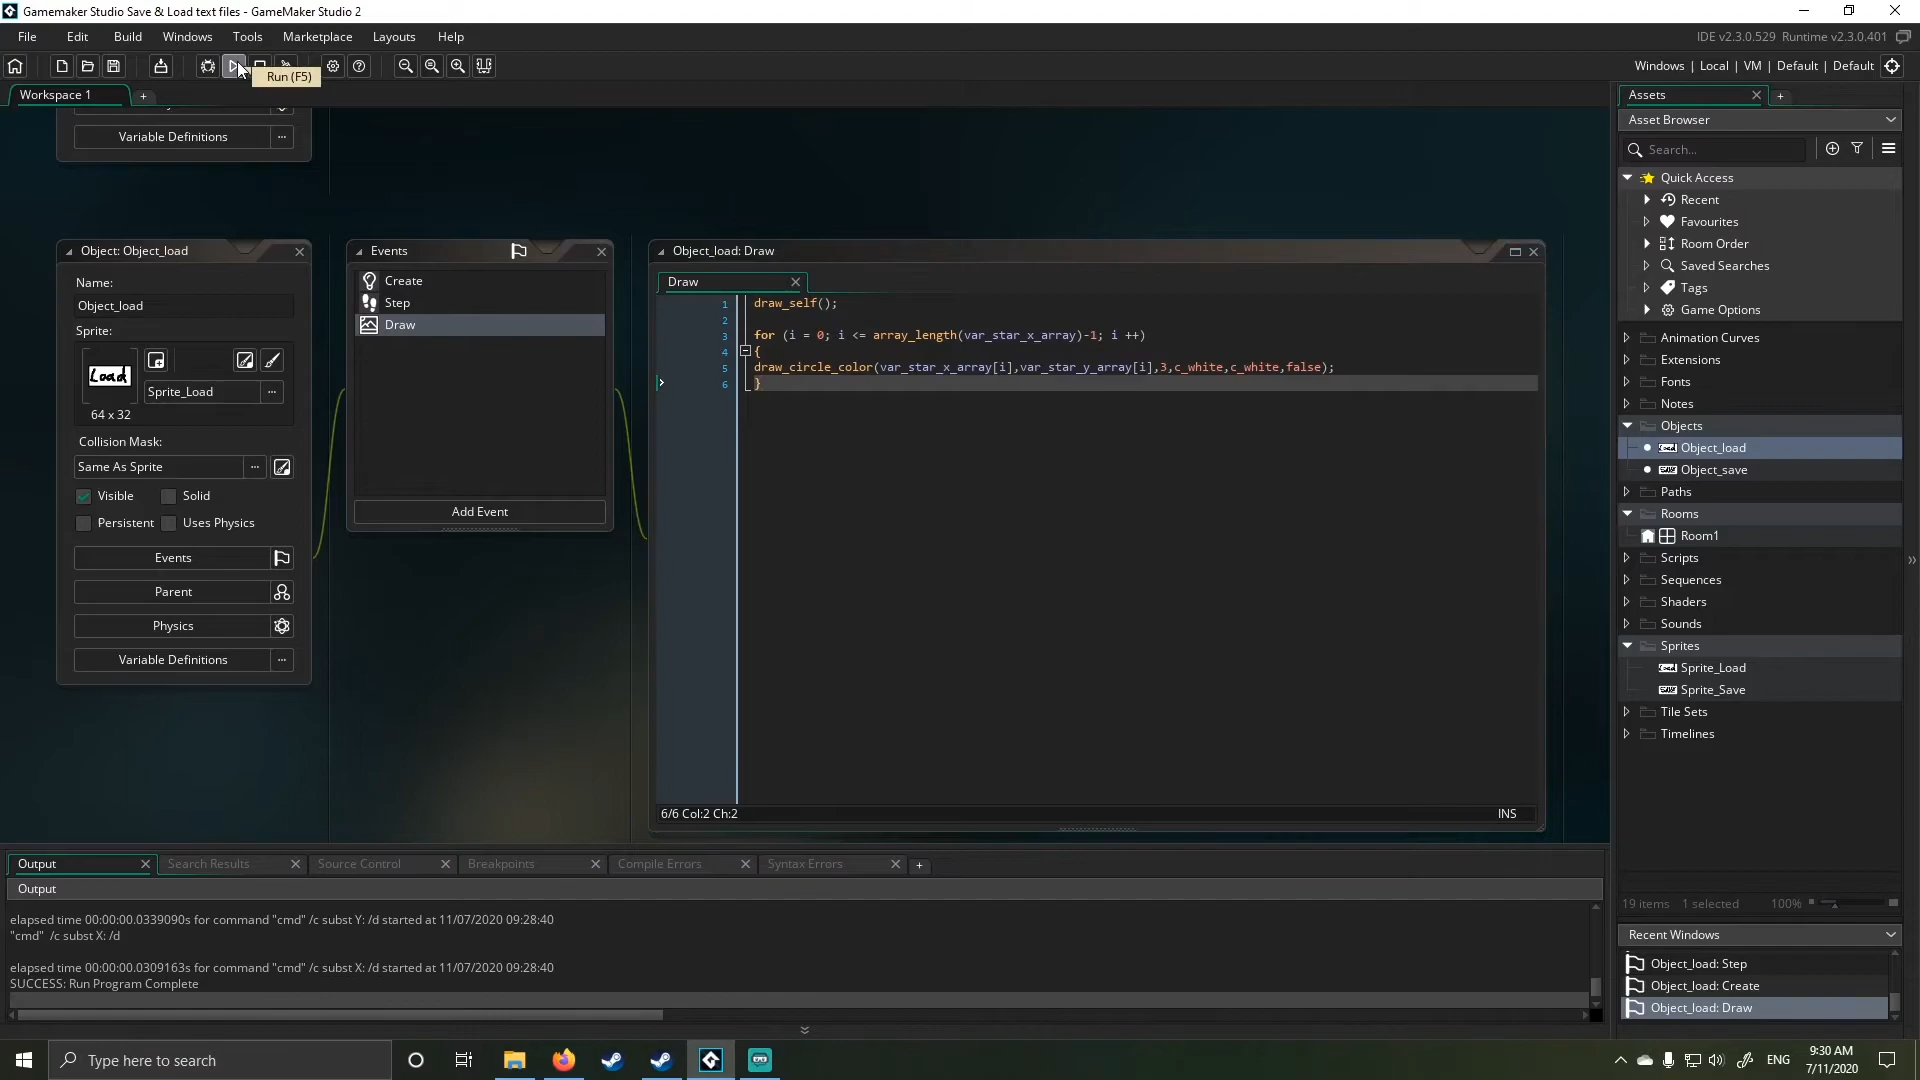 Gamemaker Studio Save & Load text files - GameMaker Studio 2
File Edit Build Windows Tools Marketplace Layouts Help
IDE v2.3.0.529 Runtime v2.3.0.401
Run (F5)
Windows | Local | VM | Default | Default
Workspace 1
Variable Definitions
Object: Object_load
Name:
Object_load
Sprite:
Load
Sprite_Load
64 x 32
Collision Mask:
Same As Sprite
Visible Solid
Persistent Uses Physics
Events
Parent
Physics
Variable Definitions
Events
Create
Step
Draw
Add Event
Object_load: Draw
Draw
1 draw_self();
2
3 for (i = 0; i <= array_length(var_star_x_array)-1; i ++)
4 {
5 draw_circle_color(var_star_x_array[i],var_star_y_array[i],3,c_white,c_white,false);
6 }
6/6 Col:2 Ch:2 INS
Assets
Asset Browser
Search...
Quick Access
Recent
Favourites
Room Order
Saved Searches
Tags
Game Options
Animation Curves
Extensions
Fonts
Notes
Objects
Object_load
Object_save
Paths
Rooms
Room1
Scripts
Sequences
Shaders
Sounds
Sprites
Sprite_Load
Sprite_Save
Tile Sets
Timelines
19 items 1 selected 100%
Recent Windows
Object_load: Step
Object_load: Create
Object_load: Draw
Output Search Results Source Control Breakpoints Compile Errors Syntax Errors
Output
elapsed time 00:00:00.0339090s for command "cmd" /c subst Y: /d started at 11/07/2020 09:28:40
"cmd" /c subst X: /d
elapsed time 00:00:00.0309163s for command "cmd" /c subst X: /d started at 11/07/2020 09:28:40
SUCCESS: Run Program Complete
Type here to search
ENG
9:30 AM
7/11/2020